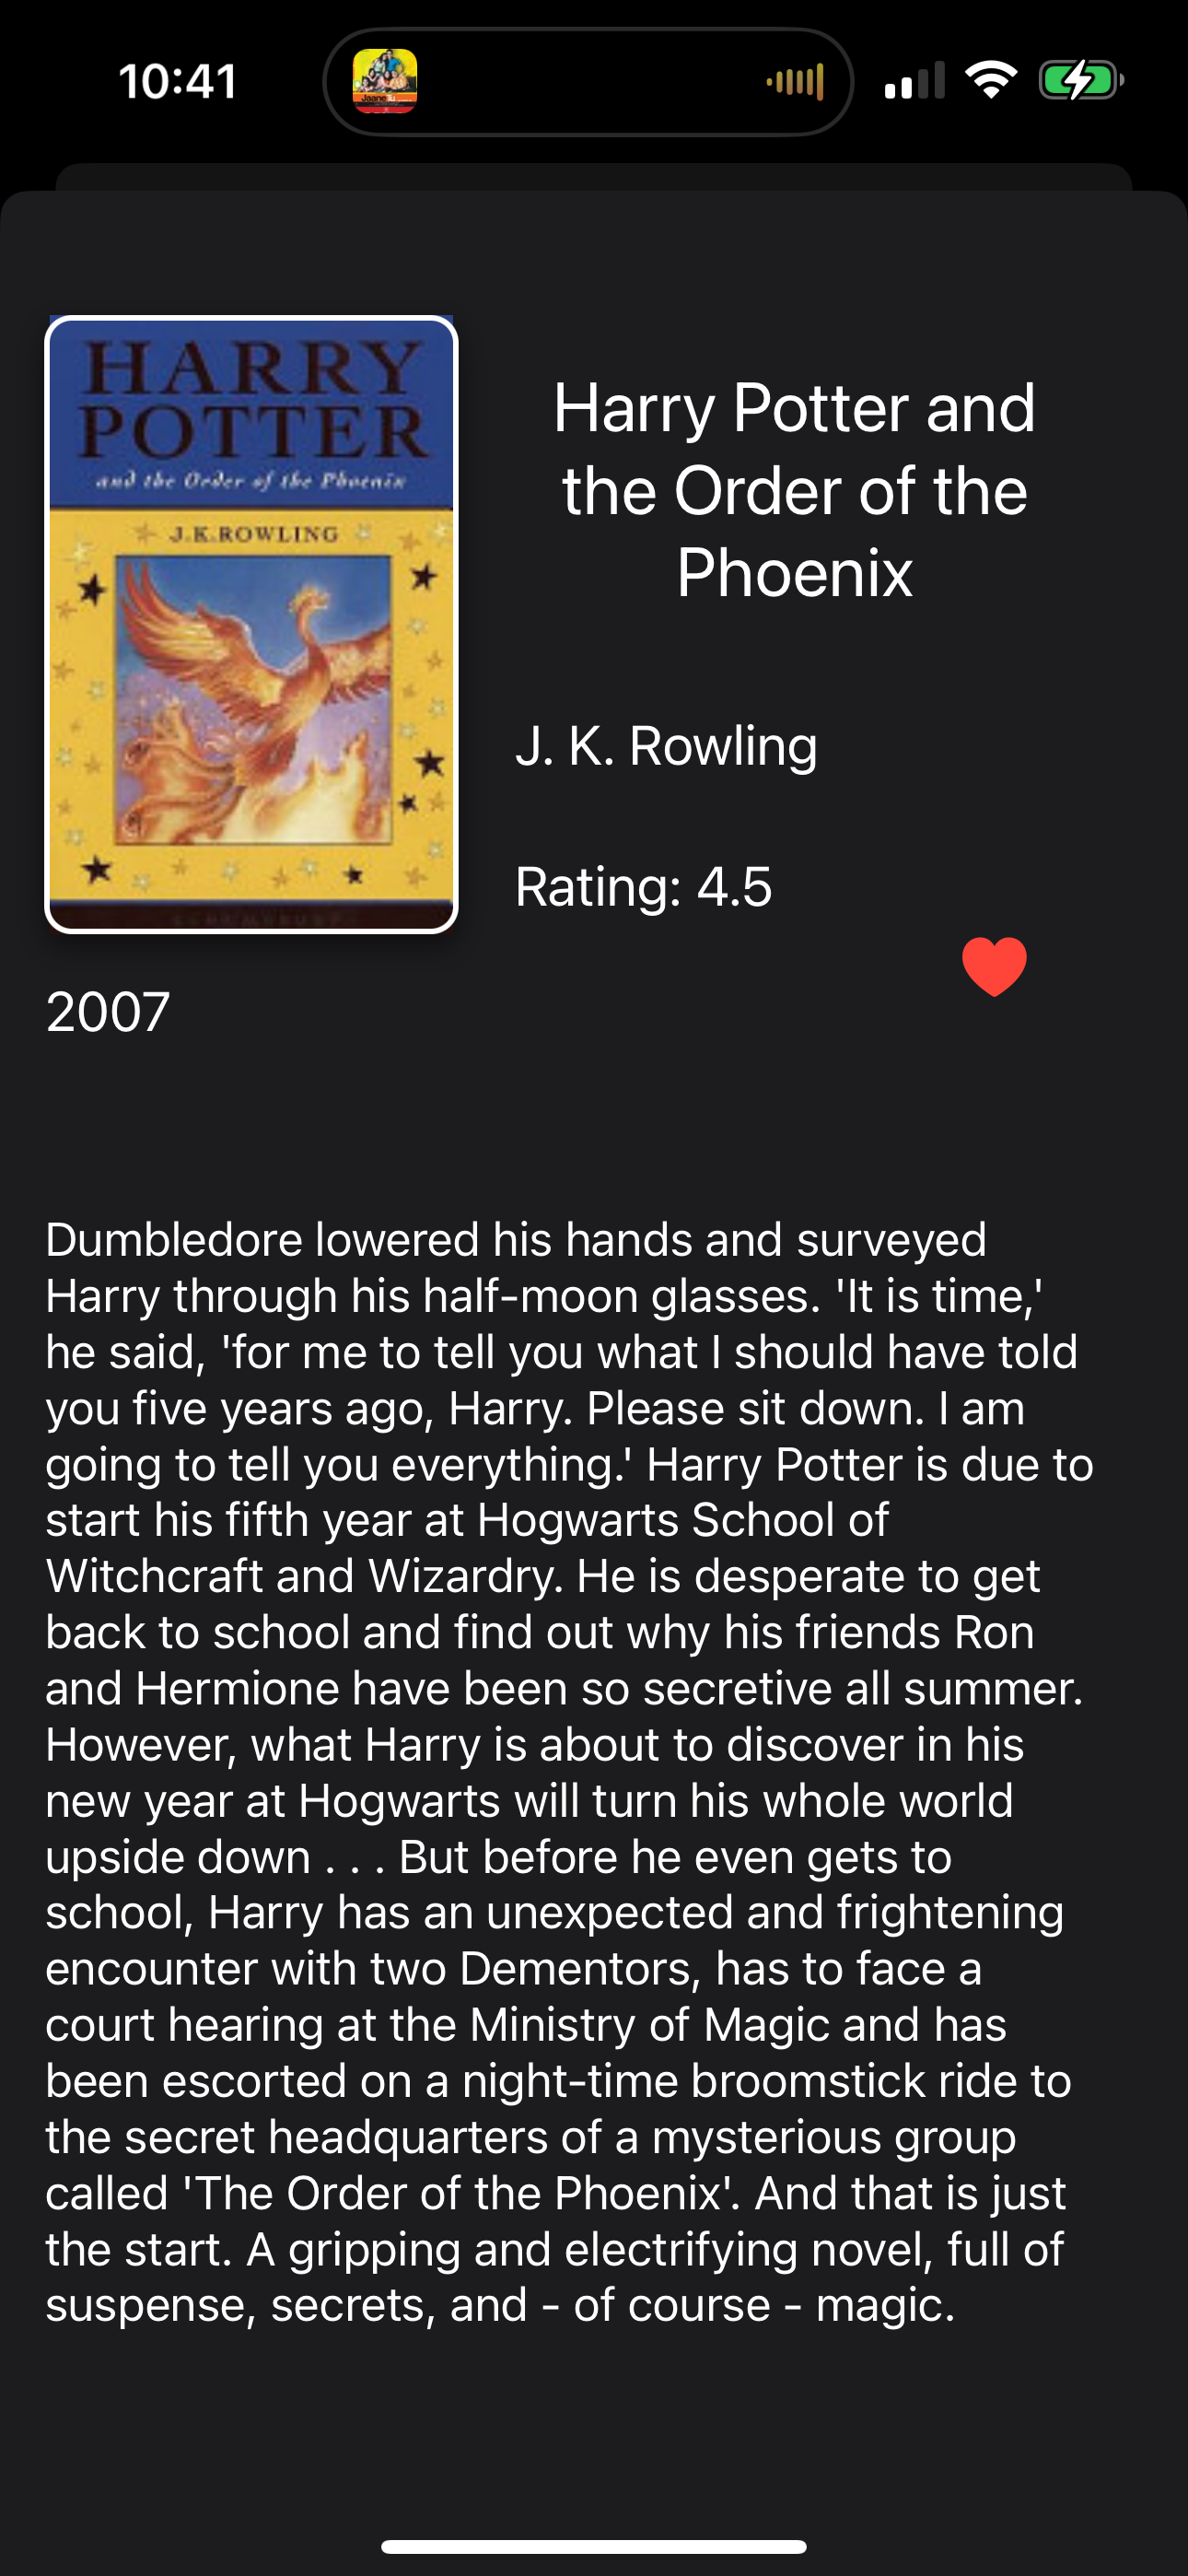 10:41
Jaane
HARRY
POTTER
and the Order of the Phoenix
J.K.ROWLING
Harry Potter and
the Order of the
Phoenix
J. K. Rowling
Rating: 4.5
2007
Dumbledore lowered his hands and surveyed
Harry through his half-moon glasses. 'It is time,'
he said, 'for me to tell you what I should have told
you five years ago, Harry. Please sit down. I am
going to tell you everything.' Harry Potter is due to
start his fifth year at Hogwarts School of
Witchcraft and Wizardry. He is desperate to get
back to school and find out why his friends Ron
and Hermione have been so secretive all summer.
However, what Harry is about to discover in his
new year at Hogwarts will turn his whole world
upside down . . . But before he even gets to
school, Harry has an unexpected and frightening
encounter with two Dementors, has to face a
court hearing at the Ministry of Magic and has
been escorted on a night-time broomstick ride to
the secret headquarters of a mysterious group
called 'The Order of the Phoenix'. And that is just
the start. A gripping and electrifying novel, full of
suspense, secrets, and - of course - magic.